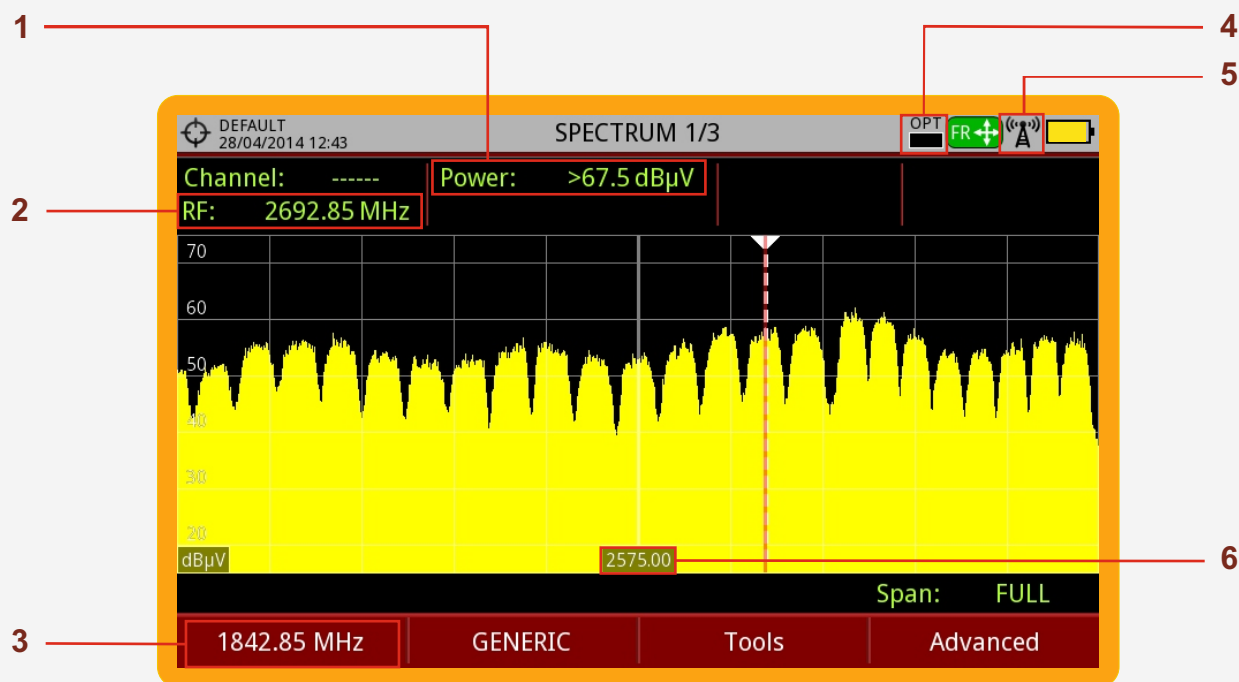 1
4
5
DEFAULT
28/04/2014 12:43
SPECTRUM 1/3
OPT
FR
Channel: ------
Power: >67.5 dBµV
2
RF: 2692.85 MHz
70
60
50
40
30
20
dBµV
2575.00
6
Span: FULL
3
1842.85 MHz
GENERIC
Tools
Advanced